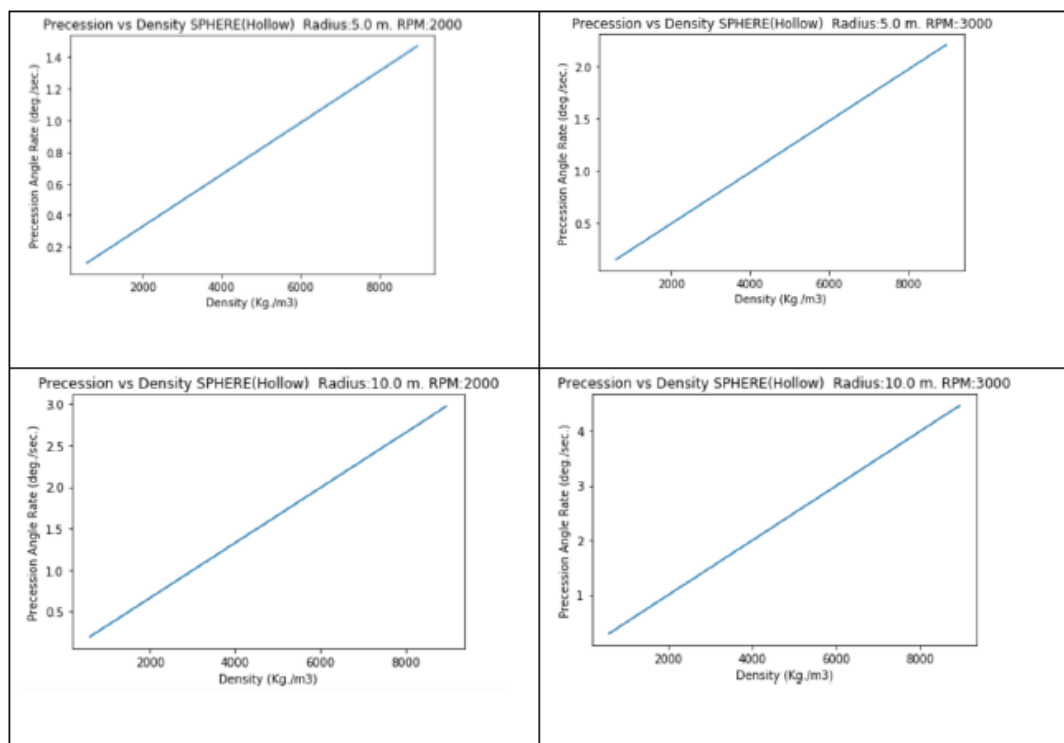 Precession vs Density SPHERE(Hollow) Radius:5.0 m. RPM:2000
Precession Angle Rate (deg./sec.)
1.4
1.2
1.0
0.8
0.6
0.4
0.2
2000 4000 6000 8000
Density (Kg./m3)
Precession vs Density SPHERE(Hollow) Radius:5.0 m. RPM:3000
Precession Angle Rate (deg./sec.)
2.0
1.5
1.0
0.5
2000 4000 6000 8000
Density (Kg./m3)
Precession vs Density SPHERE(Hollow) Radius:10.0 m. RPM:2000
Precession Angle Rate (deg./sec.)
3.0
2.5
2.0
1.5
1.0
0.5
2000 4000 6000 8000
Density (Kg./m3)
Precession vs Density SPHERE(Hollow) Radius:10.0 m. RPM:3000
Precession Angle Rate (deg./sec.)
4
3
2
1
2000 4000 6000 8000
Density (Kg./m3)